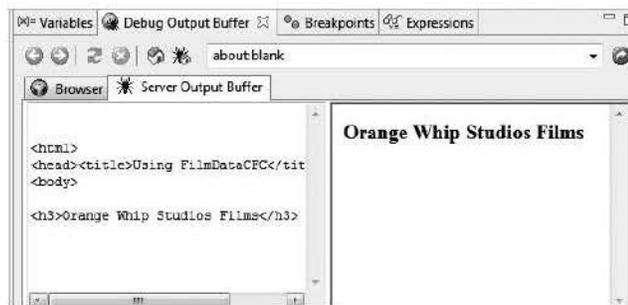 (x)= Variables Debug Output Buffer Breakpoints Expressions
about:blank
Browser Server Output Buffer
<html>
<head><title>Using FilmDataCFC</tit
<body>
<h3>Orange Whip Studios Films</h3>
Orange Whip Studios Films